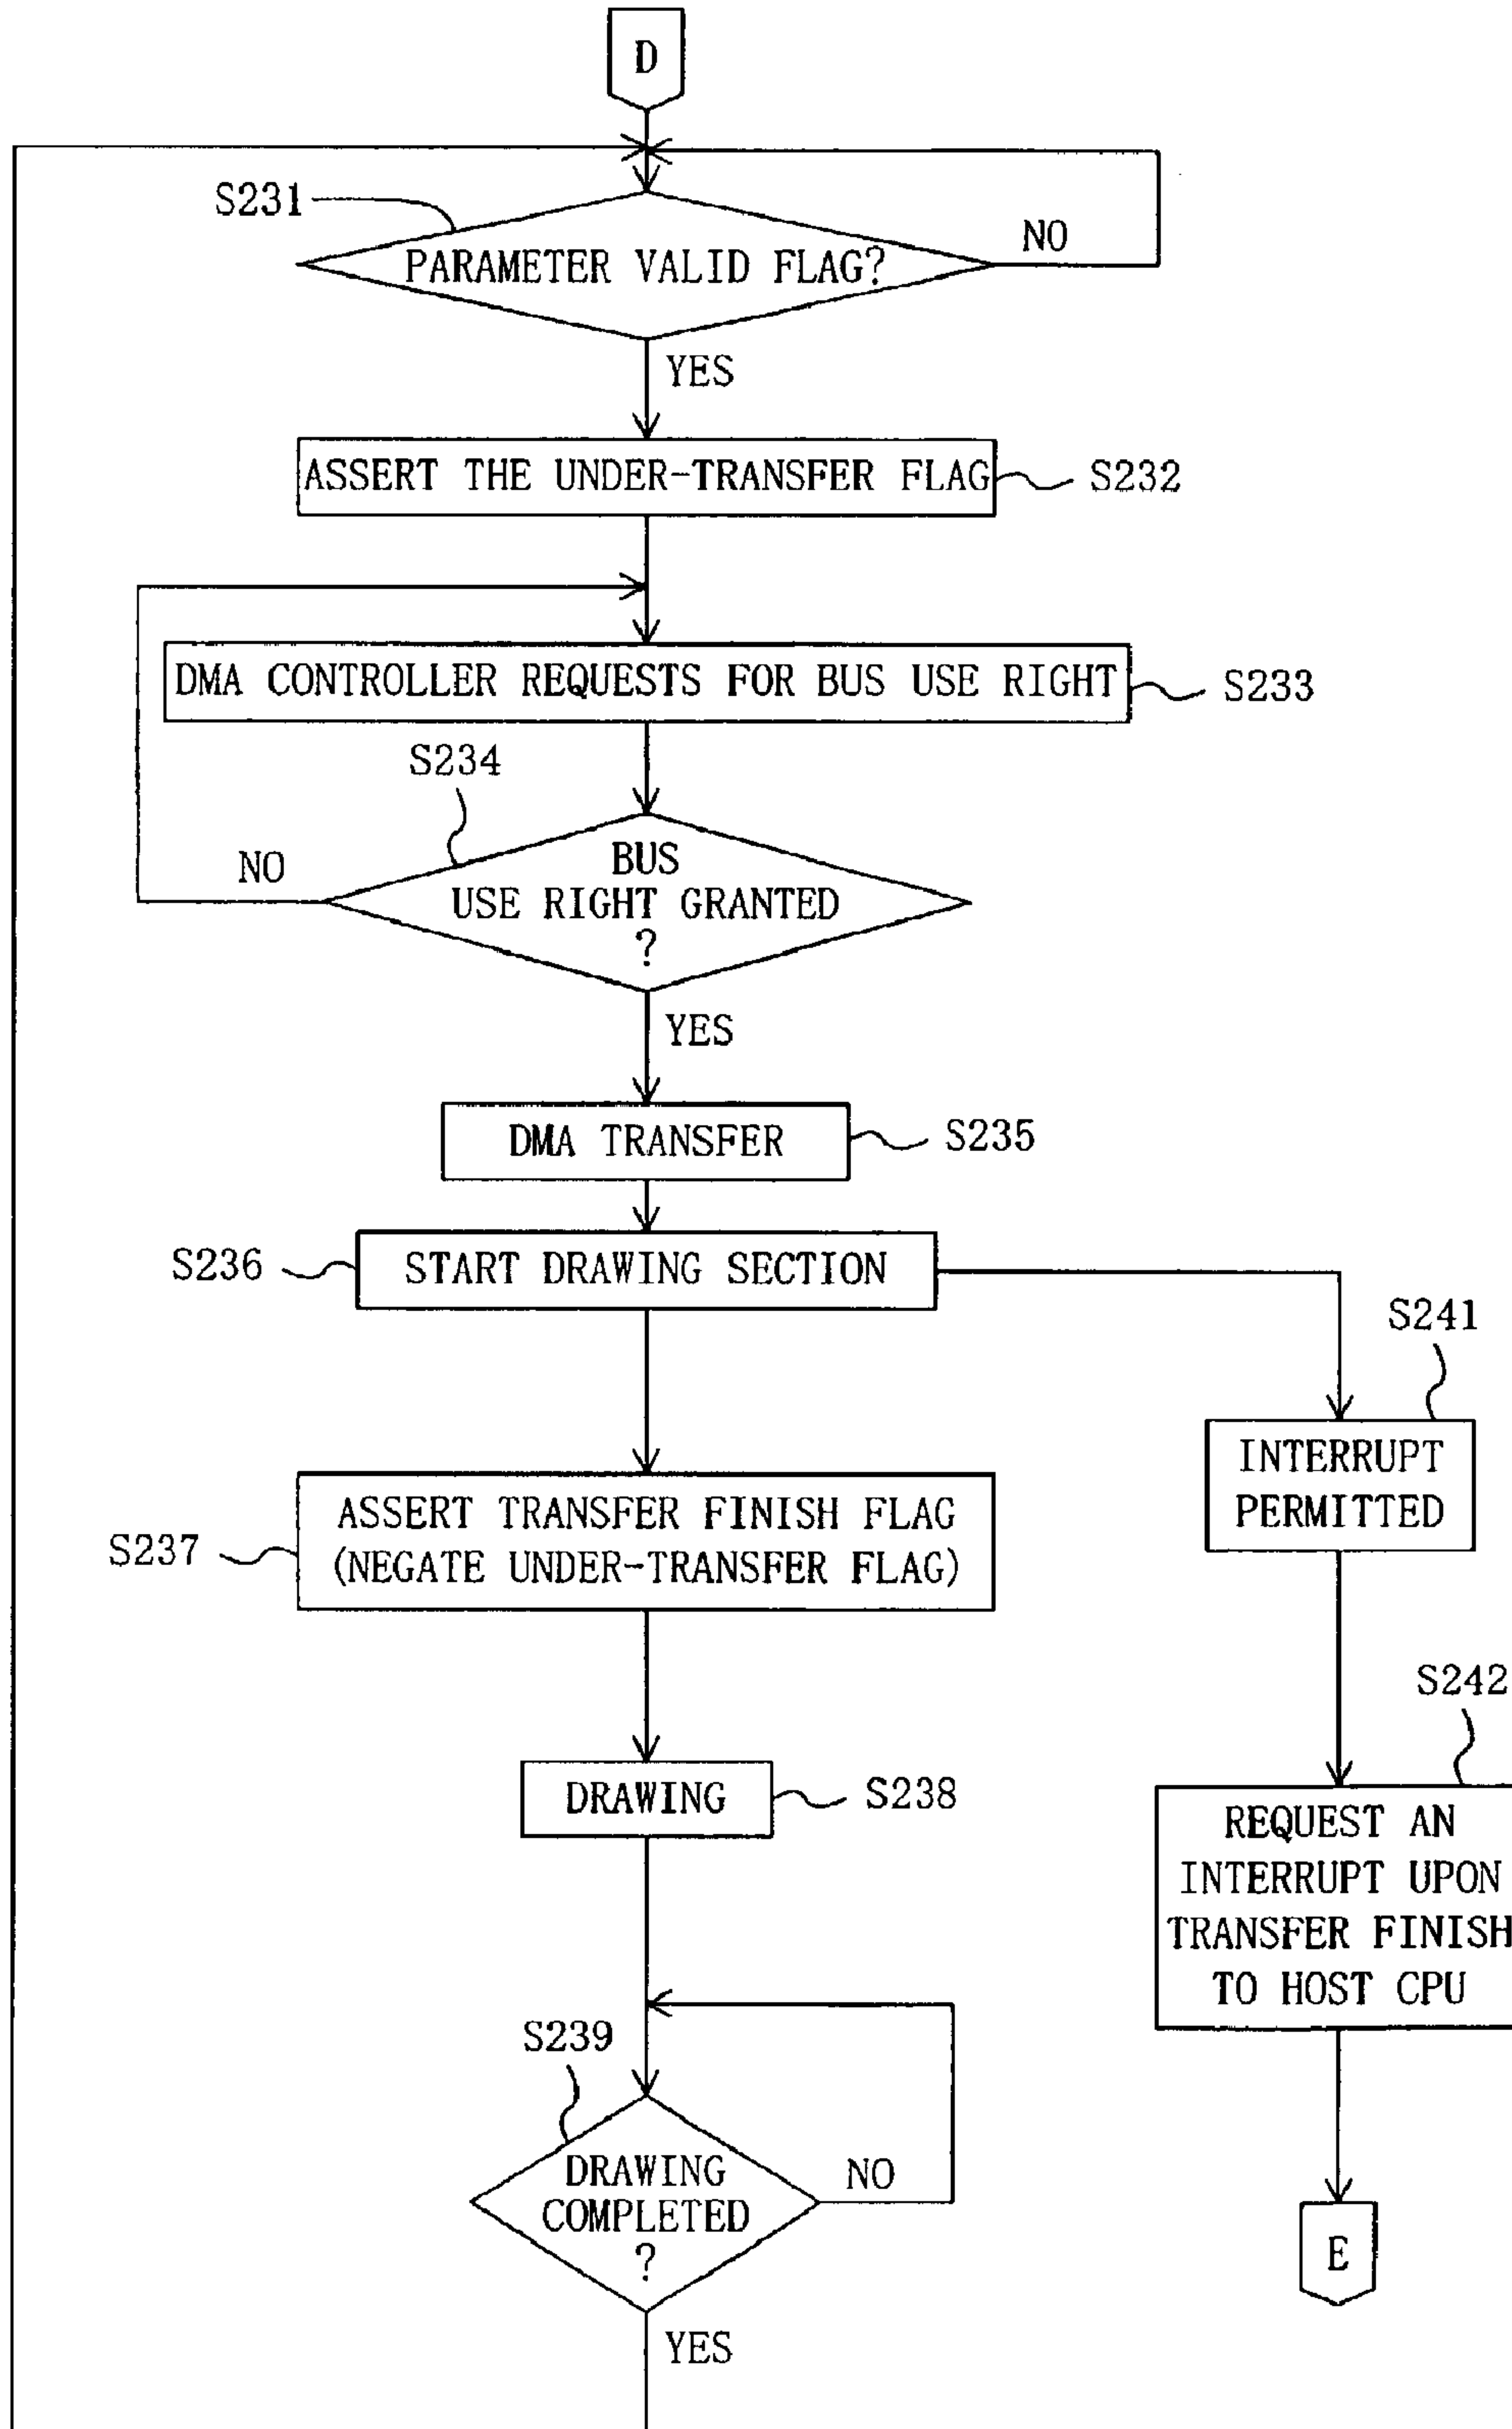 D
S231
PARAMETER VALID FLAG?
NO
YES
ASSERT THE UNDER-TRANSFER FLAG
S232
DMA CONTROLLER REQUESTS FOR BUS USE RIGHT
S233
S234
NO
BUS
USE RIGHT GRANTED
?
YES
DMA TRANSFER
S235
S236
START DRAWING SECTION
S241
INTERRUPT
PERMITTED
S237
ASSERT TRANSFER FINISH FLAG
(NEGATE UNDER-TRANSFER FLAG)
S242
REQUEST AN
INTERRUPT UPON
TRANSFER FINISH
TO HOST CPU
DRAWING
S238
S239
DRAWING
COMPLETED
?
NO
YES
E